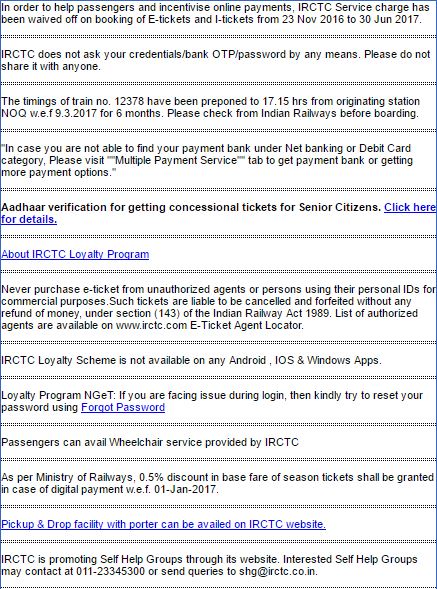 In order to help passengers and incentivise online payments, IRCTC Service charge has
been waived off on booking of E-tickets and I-tickets from 23 Nov 2016 to 30 Jun 2017.
IRCTC does not ask your credentials/bank OTP/password by any means. Please do not
share it with anyone.
The timings of train no. 12378 have been preponed to 17.15 hrs from originating station
NOQ w.e.f 9.3.2017 for 6 months. Please check from Indian Railways before boarding.
"In case you are not able to find your payment bank under Net banking or Debit Card
category, Please visit ""Multiple Payment Service"" tab to get payment bank or getting
more payment options."
Aadhaar verification for getting concessional tickets for Senior Citizens. Click here
for details.
About IRCTC Loyalty Program
Never purchase e-ticket from unauthorized agents or persons using their personal IDs for
commercial purposes.Such tickets are liable to be cancelled and forfeited without any
refund of money, under section (143) of the Indian Railway Act 1989. List of authorized
agents are available on www.irctc.com E-Ticket Agent Locator.
IRCTC Loyalty Scheme is not available on any Android , IOS & Windows Apps.
Loyalty Program NGeT: If you are facing issue during login, then kindly try to reset your
password using Forgot Password
Passengers can avail Wheelchair service provided by IRCTC
As per Ministry of Railways, 0.5% discount in base fare of season tickets shall be granted
in case of digital payment w.e.f. 01-Jan-2017.
Pickup & Drop facility with porter can be availed on IRCTC website.
IRCTC is promoting Self Help Groups through its website. Interested Self Help Groups
may contact at 011-23345300 or send queries to shg@irctc.co.in.